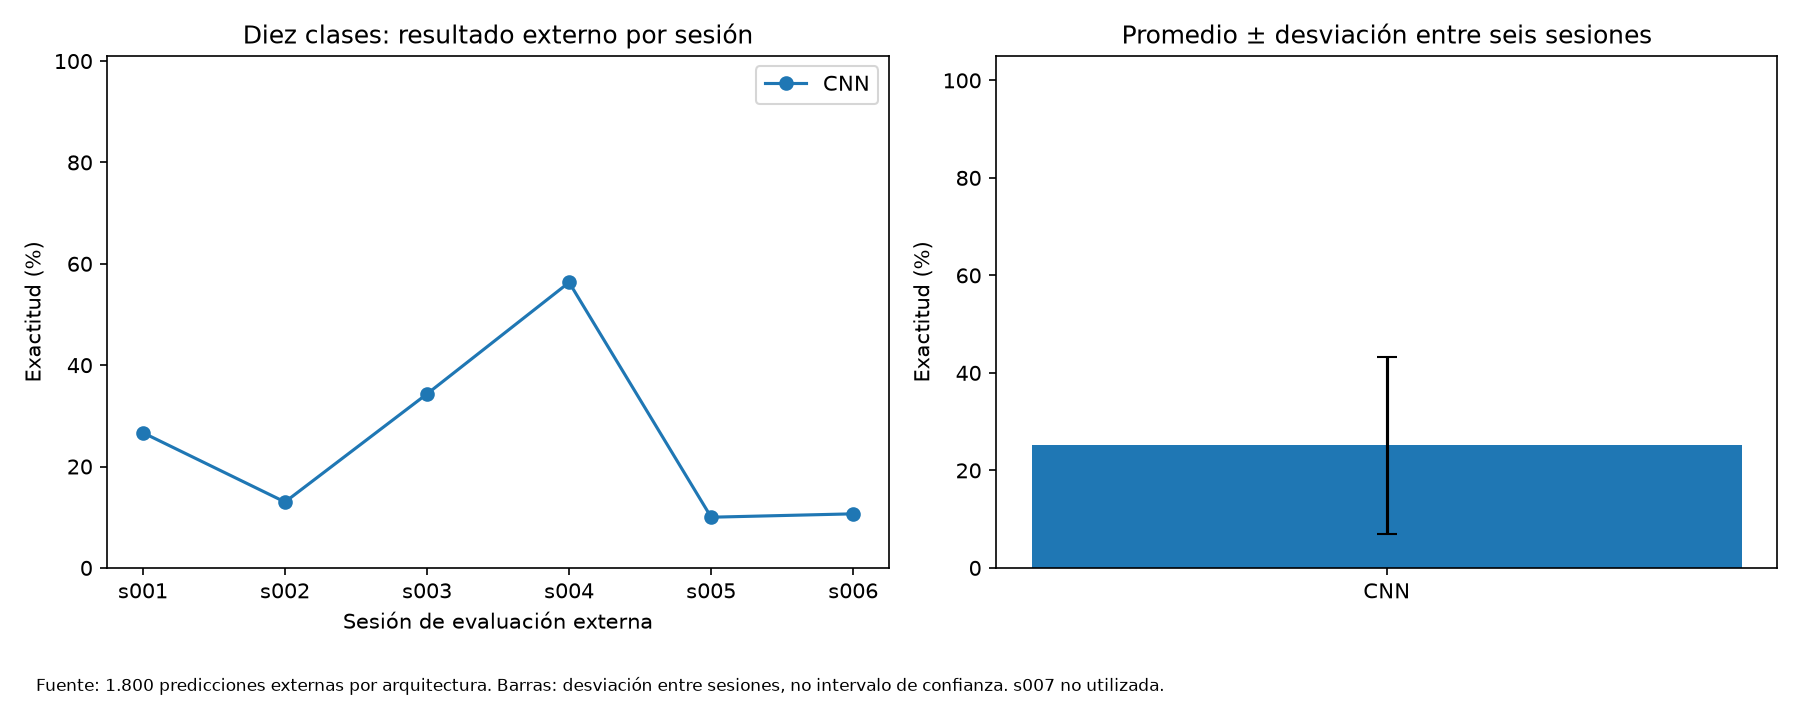 Diez clases: resultado externo por sesión
100
80
60
40
20
0
Exactitud (%)
CNN
s001 s002 s003 s004 s005 s006
Sesión de evaluación externa
Promedio ± desviación entre seis sesiones
100
80
60
40
20
0
Exactitud (%)
CNN
Fuente: 1.800 predicciones externas por arquitectura. Barras: desviación entre sesiones, no intervalo de confianza. s007 no utilizada.